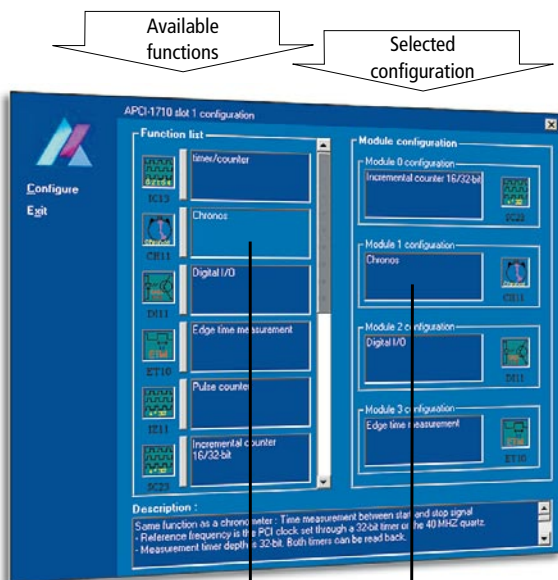 Available
functions
Selected
configuration
APCI-1710 slot 1 configuration
Configure
Exit
Function list
timer/counter
Chronos
CH11
Digital I/O
DI11
Edge time measurement
ET10
Pulse counter
Incremental counter
16/32-bit
Module configuration
Module 0 configuration
Incremental counter 16/32-bit
Module 1 configuration
Chronos
CH11
Module 2 configuration
Digital I/O
DI11
Module 3 configuration
Edge time measurement
ET10
Description :
Same function as a chronometer : Time measurement between start and stop signal
- Reference frequency is the PCI clock set through a 32-bit timer or the 40 MHZ quartz.
- Measurement timer depth is 32-bit. Both timers can be read back.